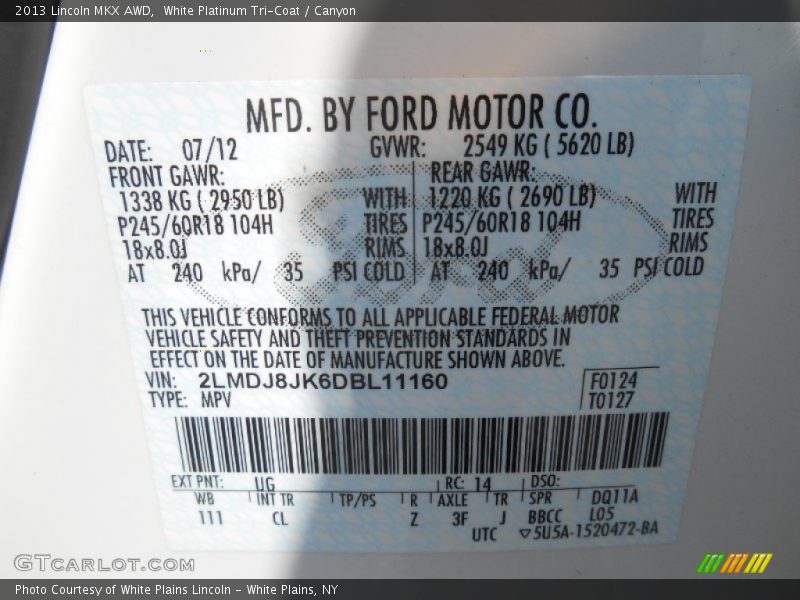 2013 Lincoln MKX AWD, White Platinum Tri-Coat / Canyon
MFD. BY FORD MOTOR CO.
DATE: 07/12 GVWR: 2549 KG ( 5620 LB)
FRONT GAWR: REAR GAWR:
1338 KG ( 2950 LB) WITH 1220 KG ( 2690 LB) WITH
P245/60R18 104H TIRES P245/60R18 104H TIRES
18x8.0J RIMS 18x8.0J RIMS
AT 240 kPa/ 35 PSI COLD AT 240 kPa/ 35 PSI COLD
THIS VEHICLE CONFORMS TO ALL APPLICABLE FEDERAL MOTOR
VEHICLE SAFETY AND THEFT PREVENTION STANDARDS IN
EFFECT ON THE DATE OF MANUFACTURE SHOWN ABOVE.
VIN: 2LMDJ8JK6DBL11160 F0124
TYPE: MPV T0127
EXT PNT: UG RC: 14 DSO:
WB INT TR TP/PS R AXLE TR SPR DQ11A
111 CL Z 3F J BBCC L05
UTC ▽5U5A-1520472-BA
GTCARLOT.COM
Photo Courtesy of White Plains Lincoln - White Plains, NY